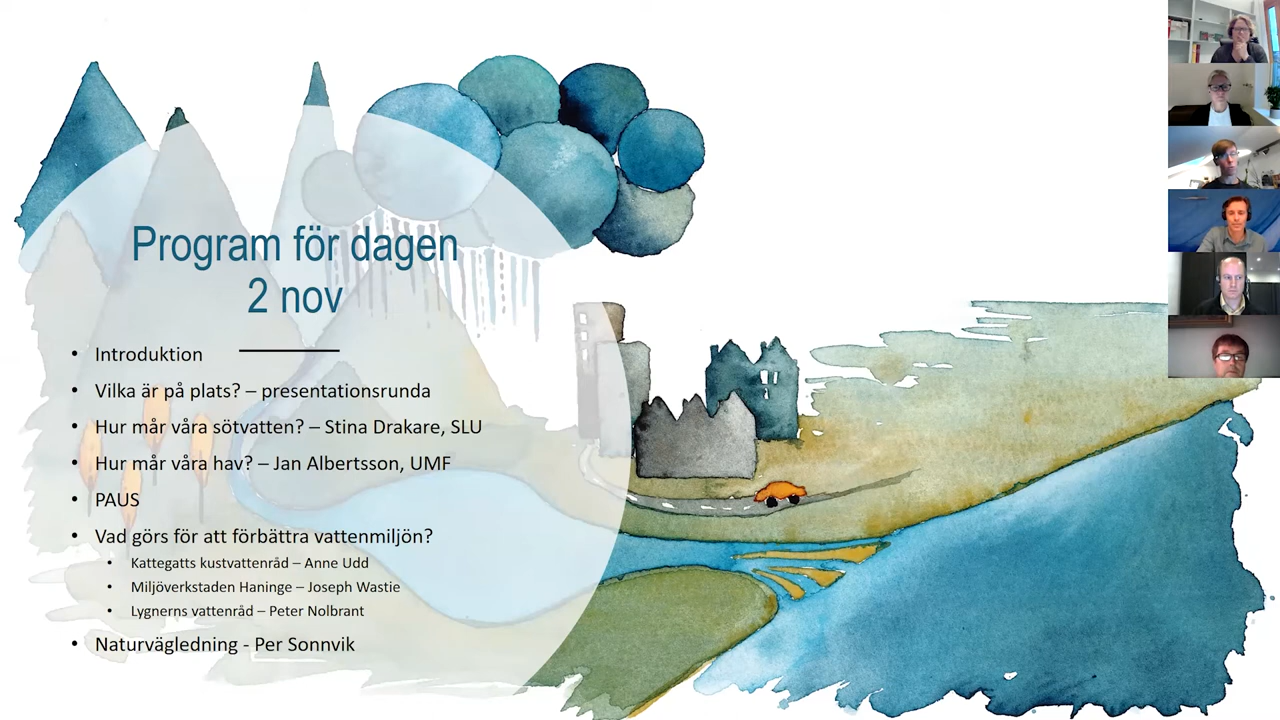 Program för dagen
2 nov
• Introduktion
• Vilka är på plats? – presentationsrunda
• Hur mår våra sötvatten? – Stina Drakare, SLU
• Hur mår våra hav? – Jan Albertsson, UMF
• PAUS
• Vad görs för att förbättra vattenmiljön?
• Kattegatts kustvattenråd – Anne Udd
• Miljöverkstaden Haninge – Joseph Wastie
• Lygnerns vattenråd – Peter Nolbrant
• Naturvägledning - Per Sonnvik